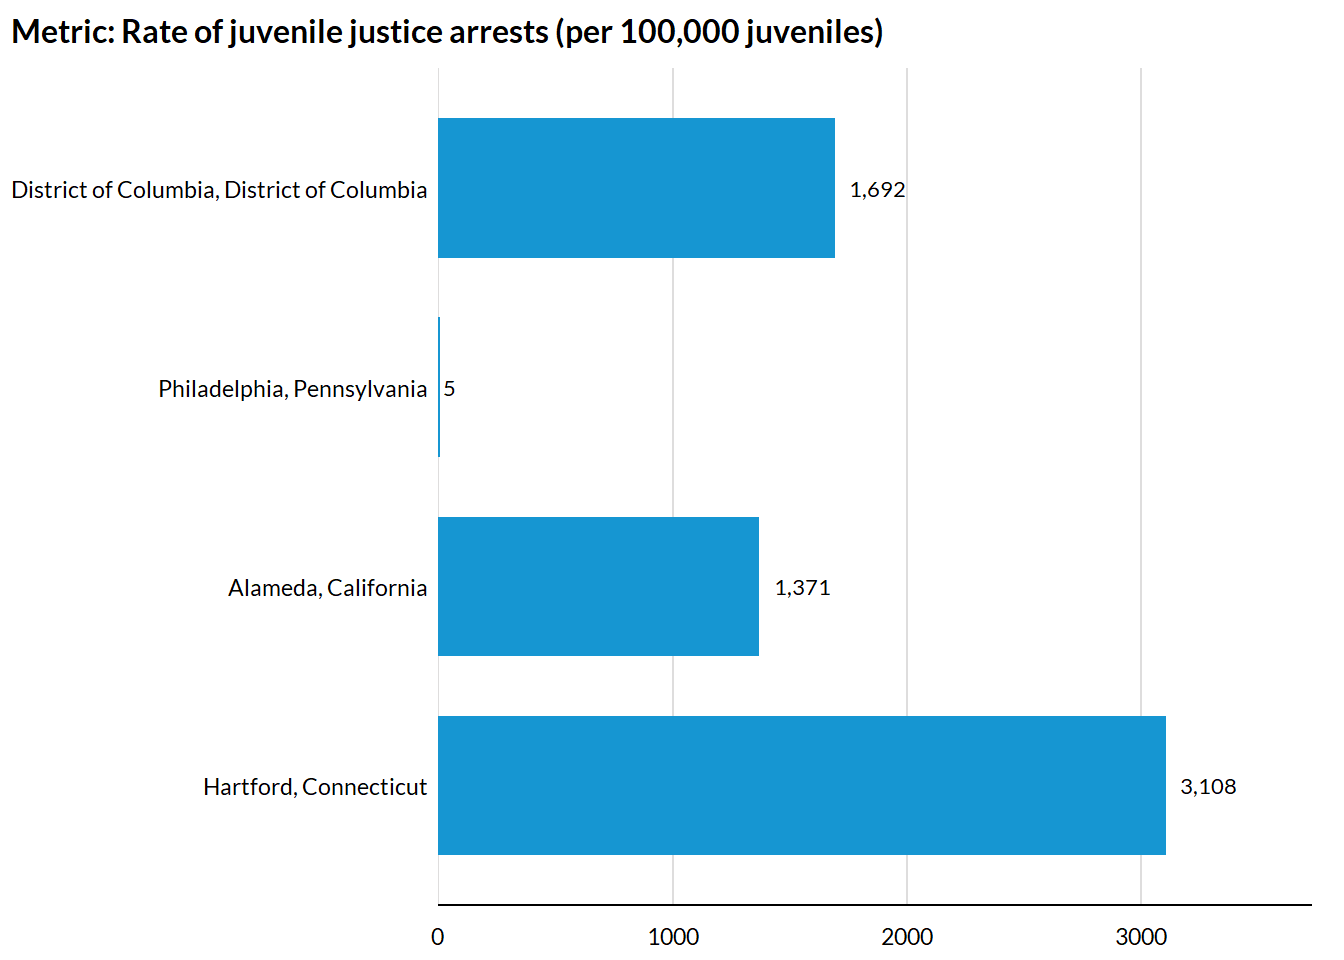 Metric: Rate of juvenile justice arrests (per 100,000 juveniles)
District of Columbia, District of Columbia 1,692
Philadelphia, Pennsylvania 5
Alameda, California 1,371
Hartford, Connecticut 3,108
0 1000 2000 3000